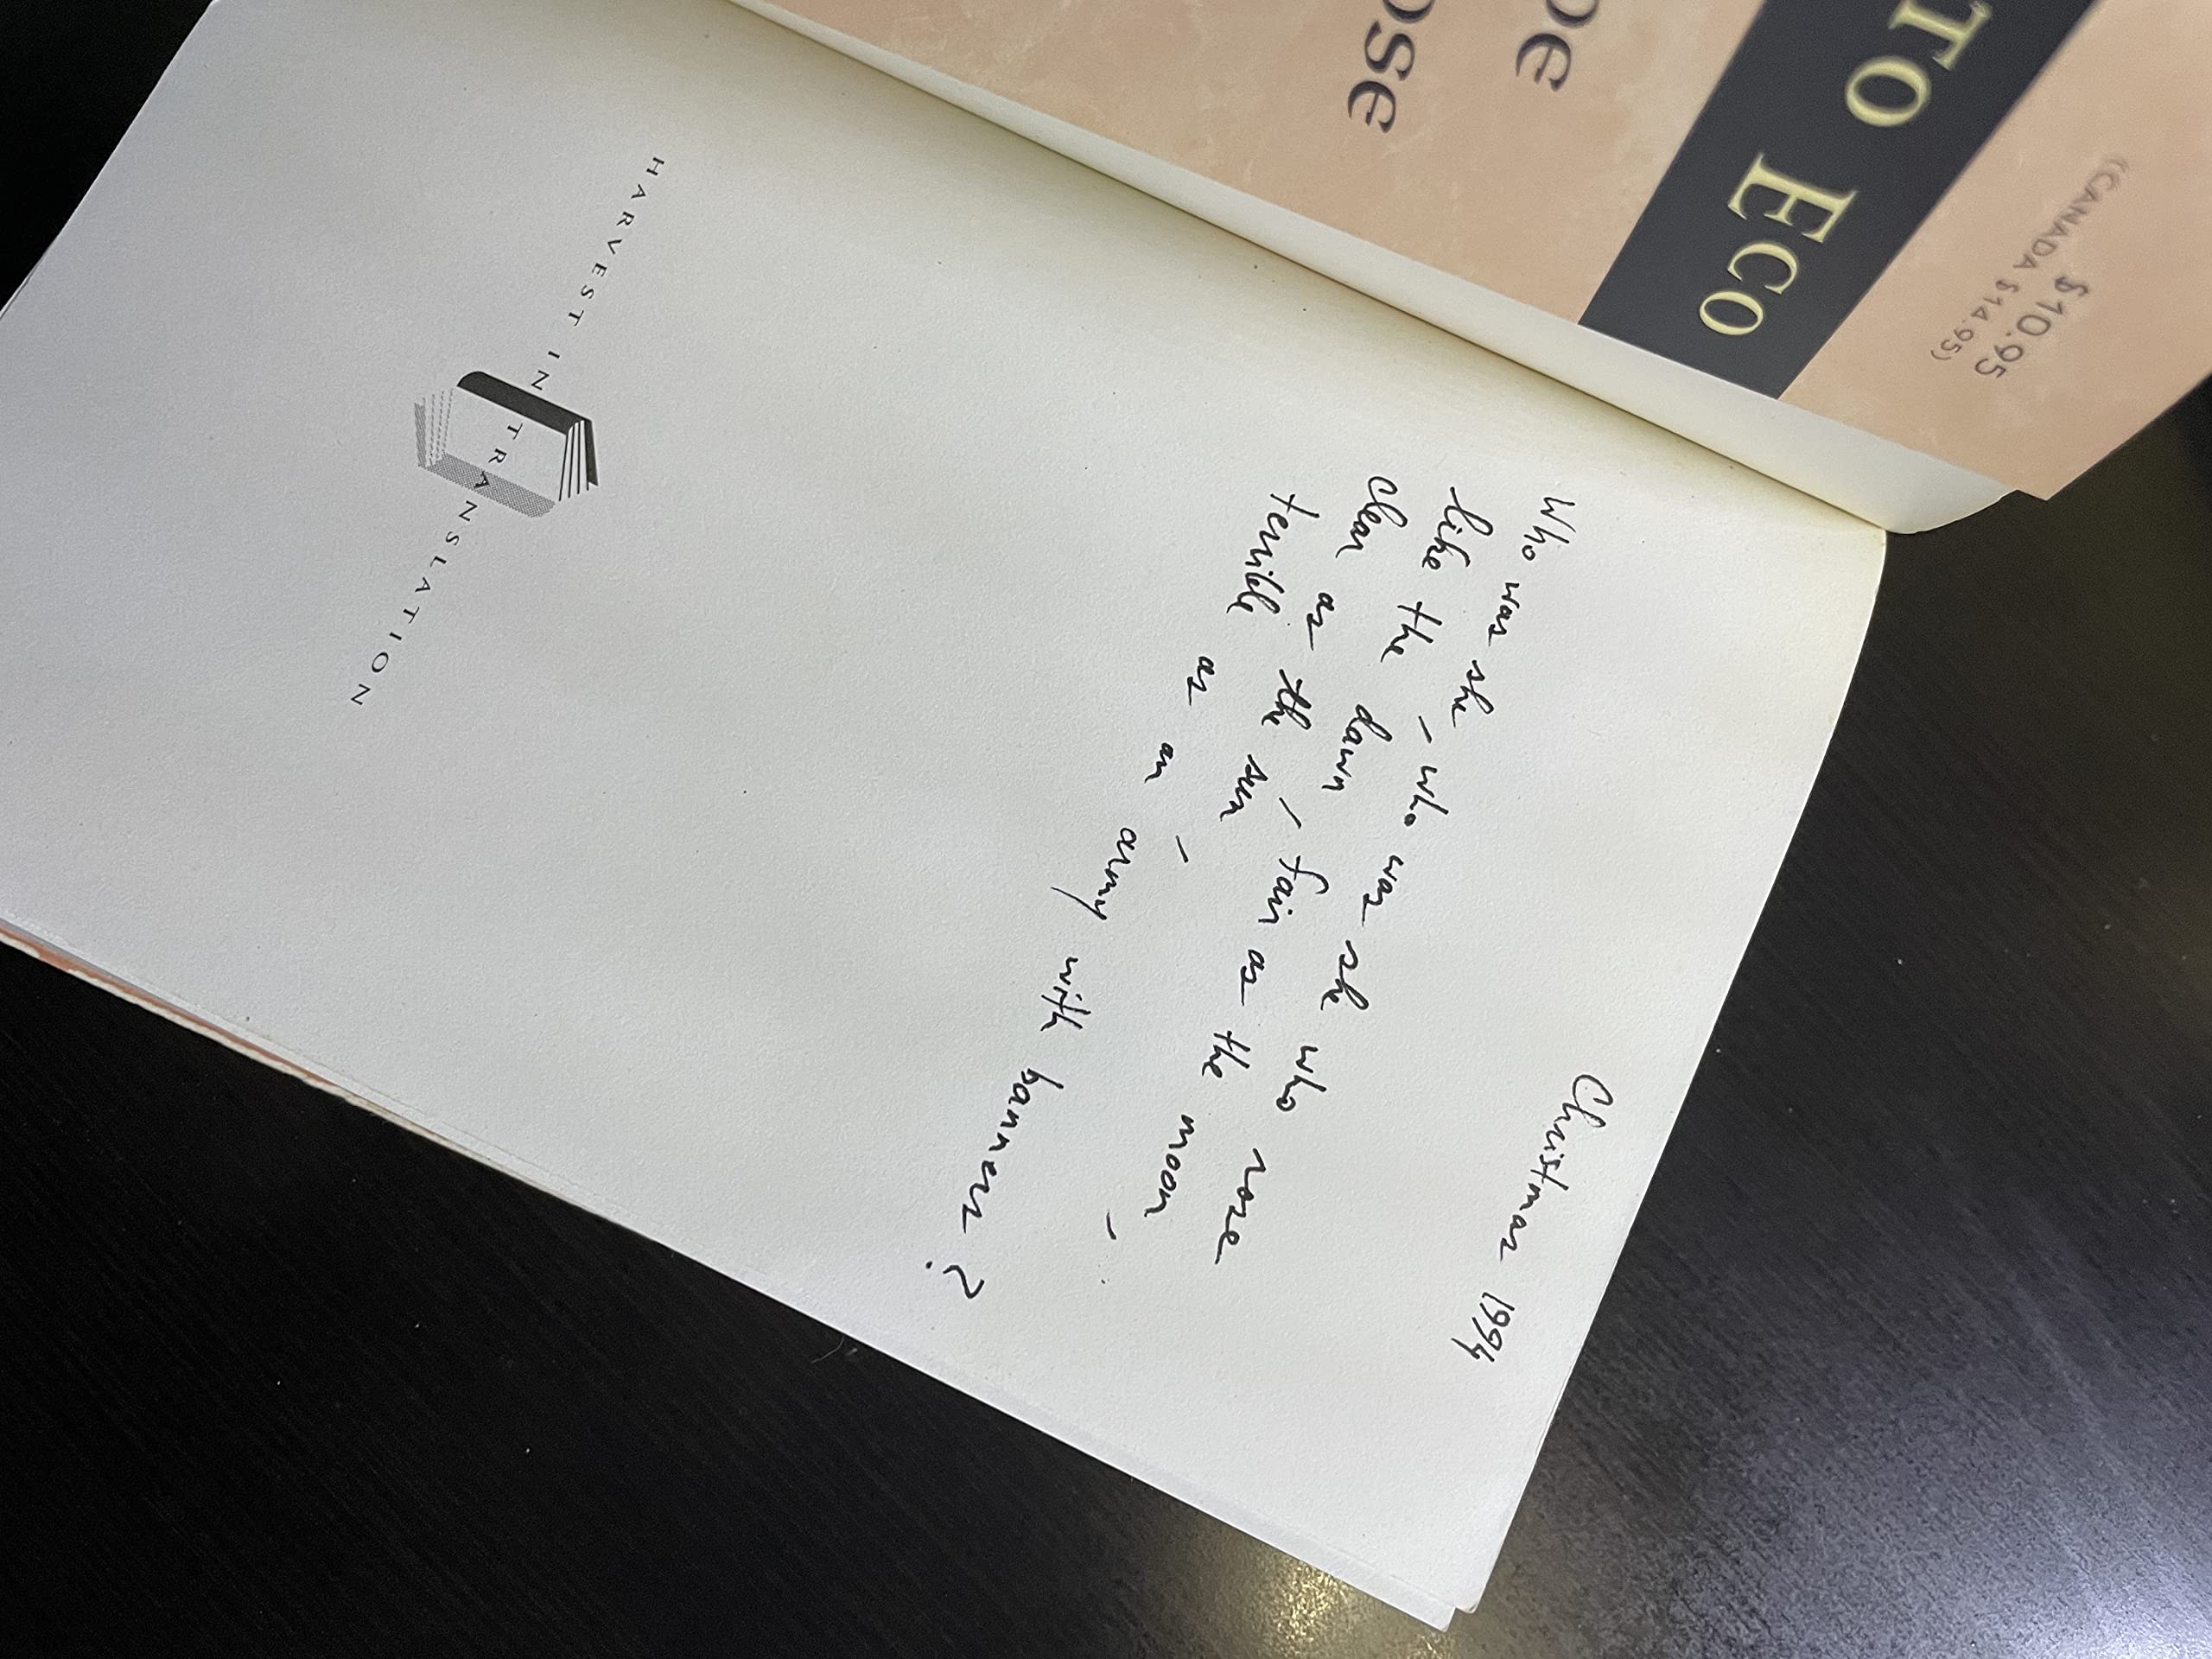 TO ECO
OSE
$10.95
(CANADA $14.95)
Christmas 1994
Who was she - who was she who rose
like the dawn / fair as the moon -
clear as the sun -
terrible as an army with banners?
HARVEST IN TRANSLATION